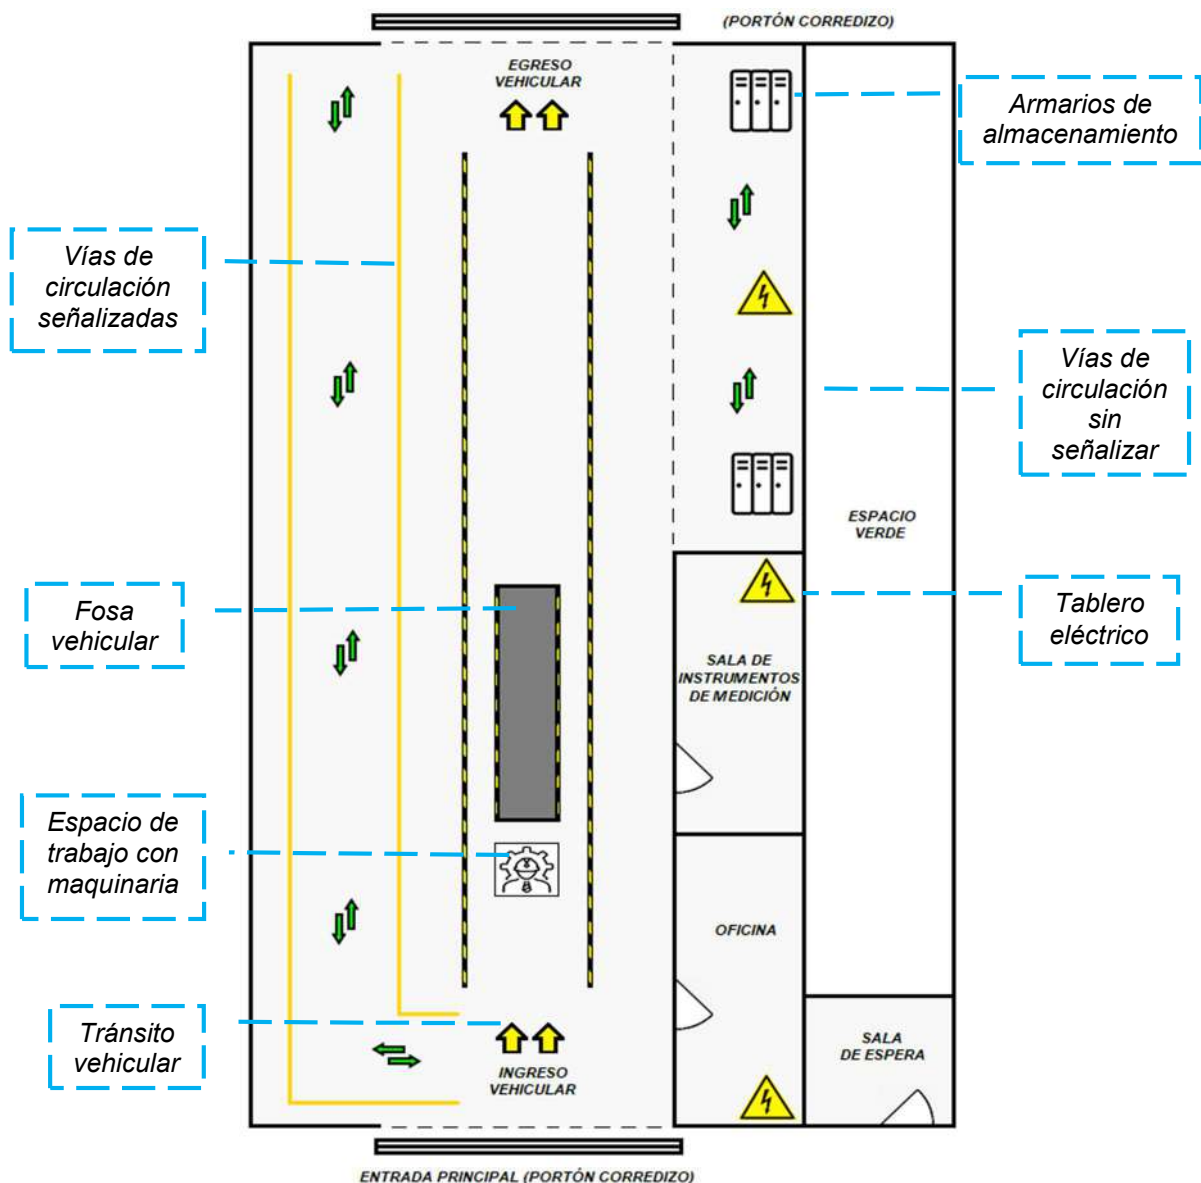 (PORTÓN CORREDIZO)
EGRESO
VEHICULAR
Armarios de
almacenamiento
Vías de
circulación
señalizadas
Vías de
circulación
sin
señalizar
ESPACIO
VERDE
Fosa
vehicular
Tablero
eléctrico
SALA DE
INSTRUMENTOS
DE MEDICIÓN
Espacio de
trabajo con
maquinaria
OFICINA
Tránsito
vehicular
INGRESO
VEHICULAR
SALA
DE ESPERA
ENTRADA PRINCIPAL (PORTÓN CORREDIZO)